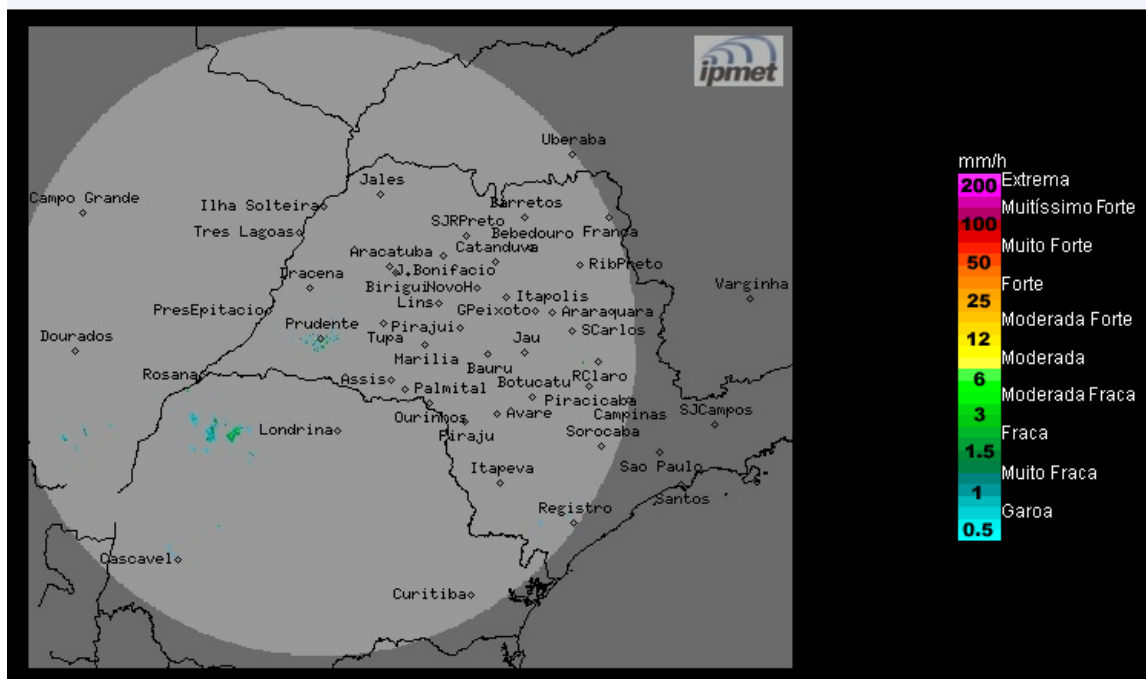 ipmet
Uberaba
Jales
Campo Grande
Ilha Solteira
Barretos
SJRPreto
Tres Lagoas
Bebedouro
Franca
Catanduva
Aracatuba
J.Bonifacio
RibPreto
Dracena
Birigui
NovoH
Varginha
Lins
Itapolis
PresEpitacio
GPeixoto
Araraquara
Prudente
Pirajui
SCarlos
Dourados
Tupa
Jau
Marilia
Bauru
Rosana
Assis
Botucatu
RClaro
Palmital
Piracicaba
Ourinhos
Avare
Campinas
SJCampos
Londrina
Piraju
Sorocaba
Itapeva
Sao Paulo
Santos
Registro
Cascavel
Curitiba
mm/h
200 Extrema
Muitíssimo Forte
100
Muito Forte
50
Forte
25
Moderada Forte
12
Moderada
6
Moderada Fraca
3
Fraca
1.5
Muito Fraca
1
Garoa
0.5